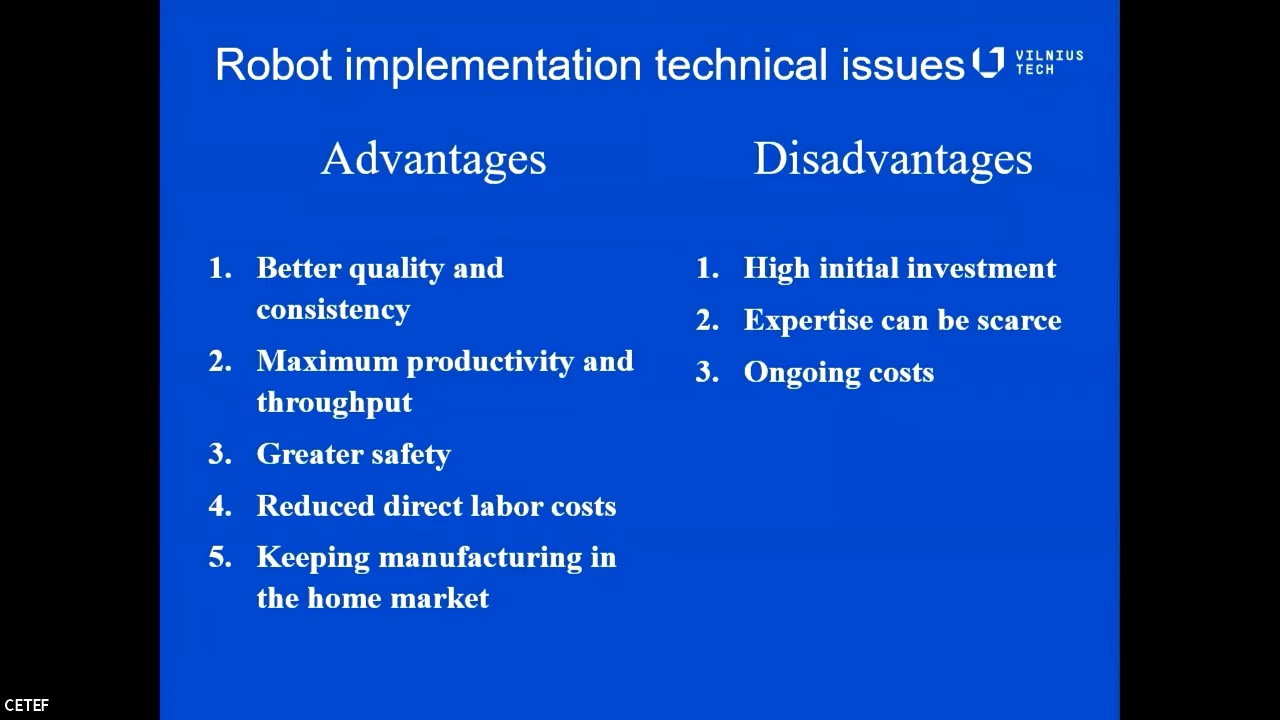 Robot implementation technical issues
VILNIUS
TECH
Advantages
1. Better quality and
consistency
2. Maximum productivity and
throughput
3. Greater safety
4. Reduced direct labor costs
5. Keeping manufacturing in
the home market
Disadvantages
1. High initial investment
2. Expertise can be scarce
3. Ongoing costs
CETEF